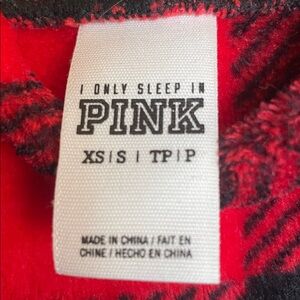 I ONLY SLEEP IN
PINK
XS|S | TP|P
MADE IN CHINA / FAIT EN
CHINE / HECHO EN CHINA